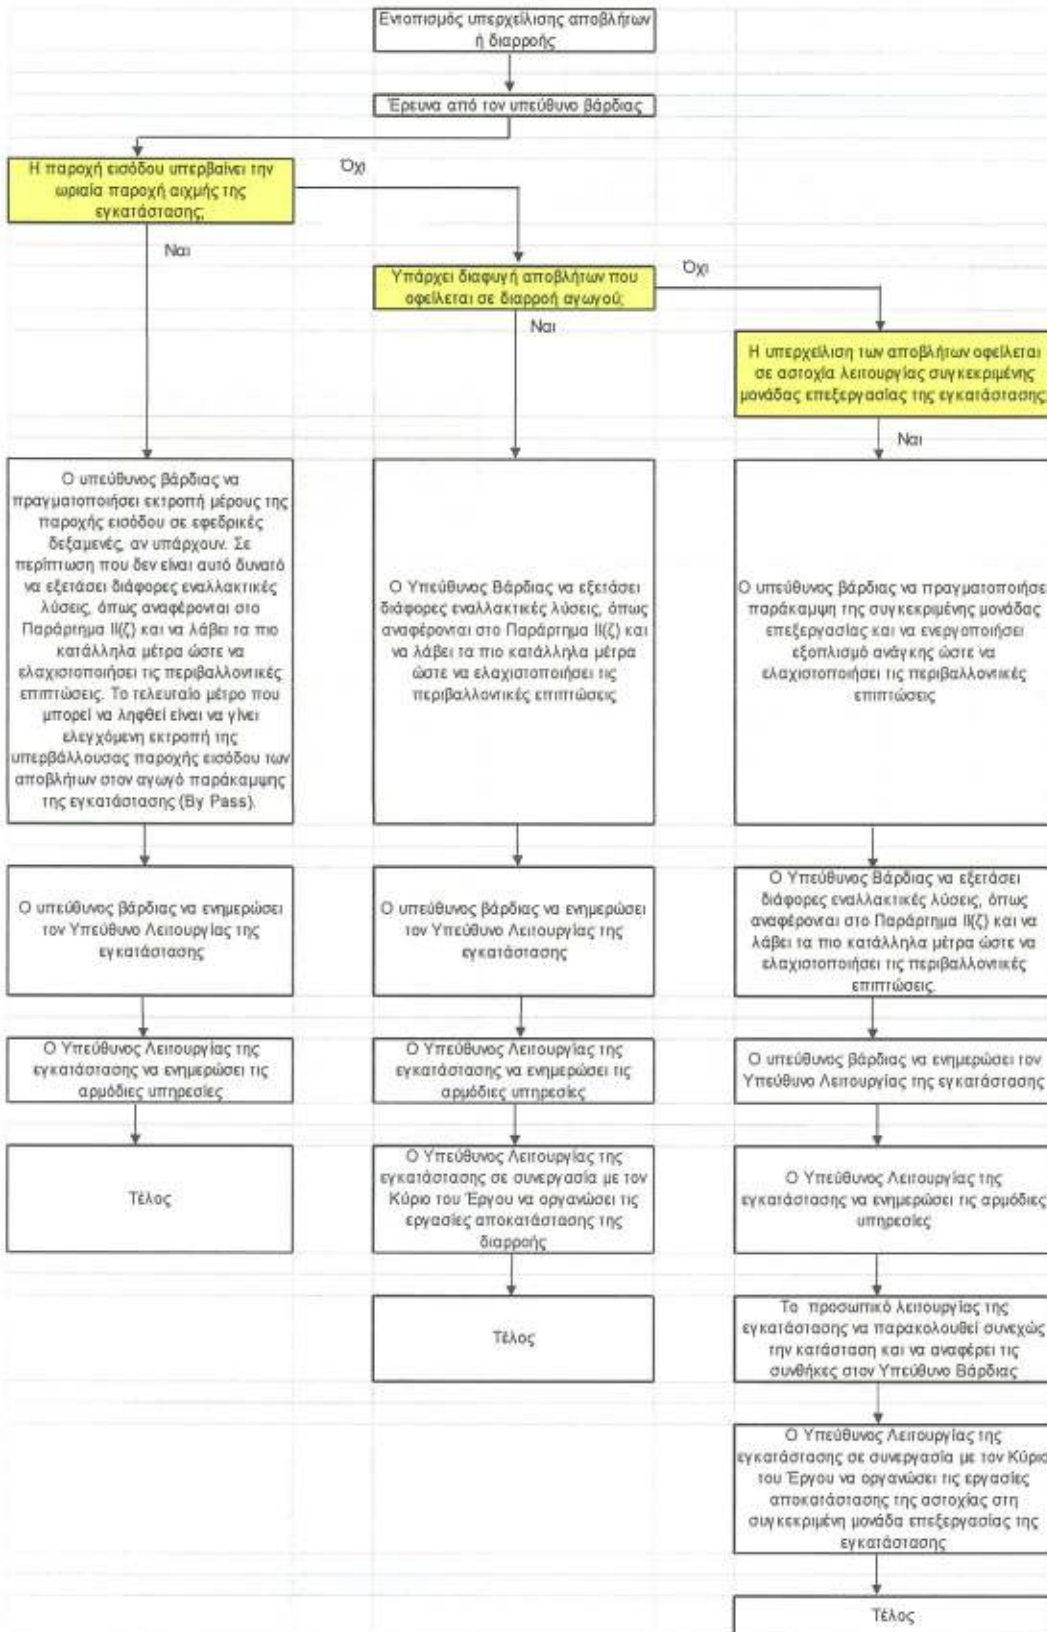 Εντοπισμός υπερχείλισης αποβλήτων
ή διαρροής
Έρευνα από τον υπεύθυνο βάρδιας
Η παροχή εισόδου υπερβαίνει την
ωριαία παροχή αιχμής της
εγκατάστασης;
Όχι
Ναι
Υπάρχει διαφυγή αποβλήτων που
οφείλεται σε διαρροή αγωγού;
Όχι
Ναι
Η υπερχείλιση των αποβλήτων οφείλεται
σε αστοχία λειτουργίας συγκεκριμένης
μονάδας επεξεργασίας της εγκατάστασης;
Ναι
Ο υπεύθυνος βάρδιας να
πραγματοποιήσει εκτροπή μέρους της
παροχής εισόδου σε εφεδρικές
δεξαμενές, αν υπάρχουν. Σε
περίπτωση που δεν είναι αυτό δυνατό
να εξετάσει διάφορες εναλλακτικές
λύσεις, όπως αναφέρονται στο
Παράρτημα ΙΙ(ζ) και να λάβει τα πιο
κατάλληλα μέτρα ώστε να
ελαχιστοποιήσει τις περιβαλλοντικές
επιπτώσεις. Το τελευταίο μέτρο που
μπορεί να ληφθεί είναι να γίνει
ελεγχόμενη εκτροπή της
υπερβάλλουσας παροχής εισόδου των
αποβλήτων στον αγωγό παράκαμψης
της εγκατάστασης (By Pass).
Ο Υπεύθυνος Βάρδιας να εξετάσει
διάφορες εναλλακτικές λύσεις, όπως
αναφέρονται στο Παράρτημα ΙΙ(ζ) και
να λάβει τα πιο κατάλληλα μέτρα
ώστε να ελαχιστοποιήσει τις
περιβαλλοντικές επιπτώσεις
Ο υπεύθυνος βάρδιας να πραγματοποιήσε
παράκαμψη της συγκεκριμένης μονάδας
επεξεργασίας και να ενεργοποιήσει
εξοπλισμό ανάγκης ώστε να
ελαχιστοποιήσει τις περιβαλλοντικές
επιπτώσεις
Ο υπεύθυνος βάρδιας να ενημερώσει
τον Υπεύθυνο Λειτουργίας της
εγκατάστασης
Ο υπεύθυνος βάρδιας να ενημερώσει
τον Υπεύθυνο Λειτουργίας της
εγκατάστασης
Ο Υπεύθυνος Βάρδιας να εξετάσει
διάφορες εναλλακτικές λύσεις, όπως
αναφέρονται στο Παράρτημα ΙΙ(ζ) και να
λάβει τα πιο κατάλληλα μέτρα ώστε να
ελαχιστοποιήσει τις περιβαλλοντικές
επιπτώσεις.
Ο Υπεύθυνος Λειτουργίας της
εγκατάστασης να ενημερώσει τις
αρμόδιες υπηρεσίες
Ο Υπεύθυνος Λειτουργίας της
εγκατάστασης να ενημερώσει τις
αρμόδιες υπηρεσίες
Ο υπεύθυνος βάρδιας να ενημερώσει τον
Υπεύθυνο Λειτουργίας της εγκατάστασης
Τέλος
Ο Υπεύθυνος Λειτουργίας της
εγκατάστασης σε συνεργασία με τον
Κύριο του Έργου να οργανώσει τις
εργασίες αποκατάστασης της
διαρροής
Ο Υπεύθυνος Λειτουργίας της
εγκατάστασης να ενημερώσει τις αρμόδιες
υπηρεσίες
Τέλος
Το προσωπικό λειτουργίας της
εγκατάστασης να παρακολουθεί συνεχώς
την κατάσταση και να αναφέρει τις
συνθήκες στον Υπεύθυνο Βάρδιας
Ο Υπεύθυνος Λειτουργίας της
εγκατάστασης σε συνεργασία με τον Κύριο
του Έργου να οργανώσει τις εργασίες
αποκατάστασης της αστοχίας στη
συγκεκριμένη μονάδα επεξεργασίας της
εγκατάστασης
Τέλος